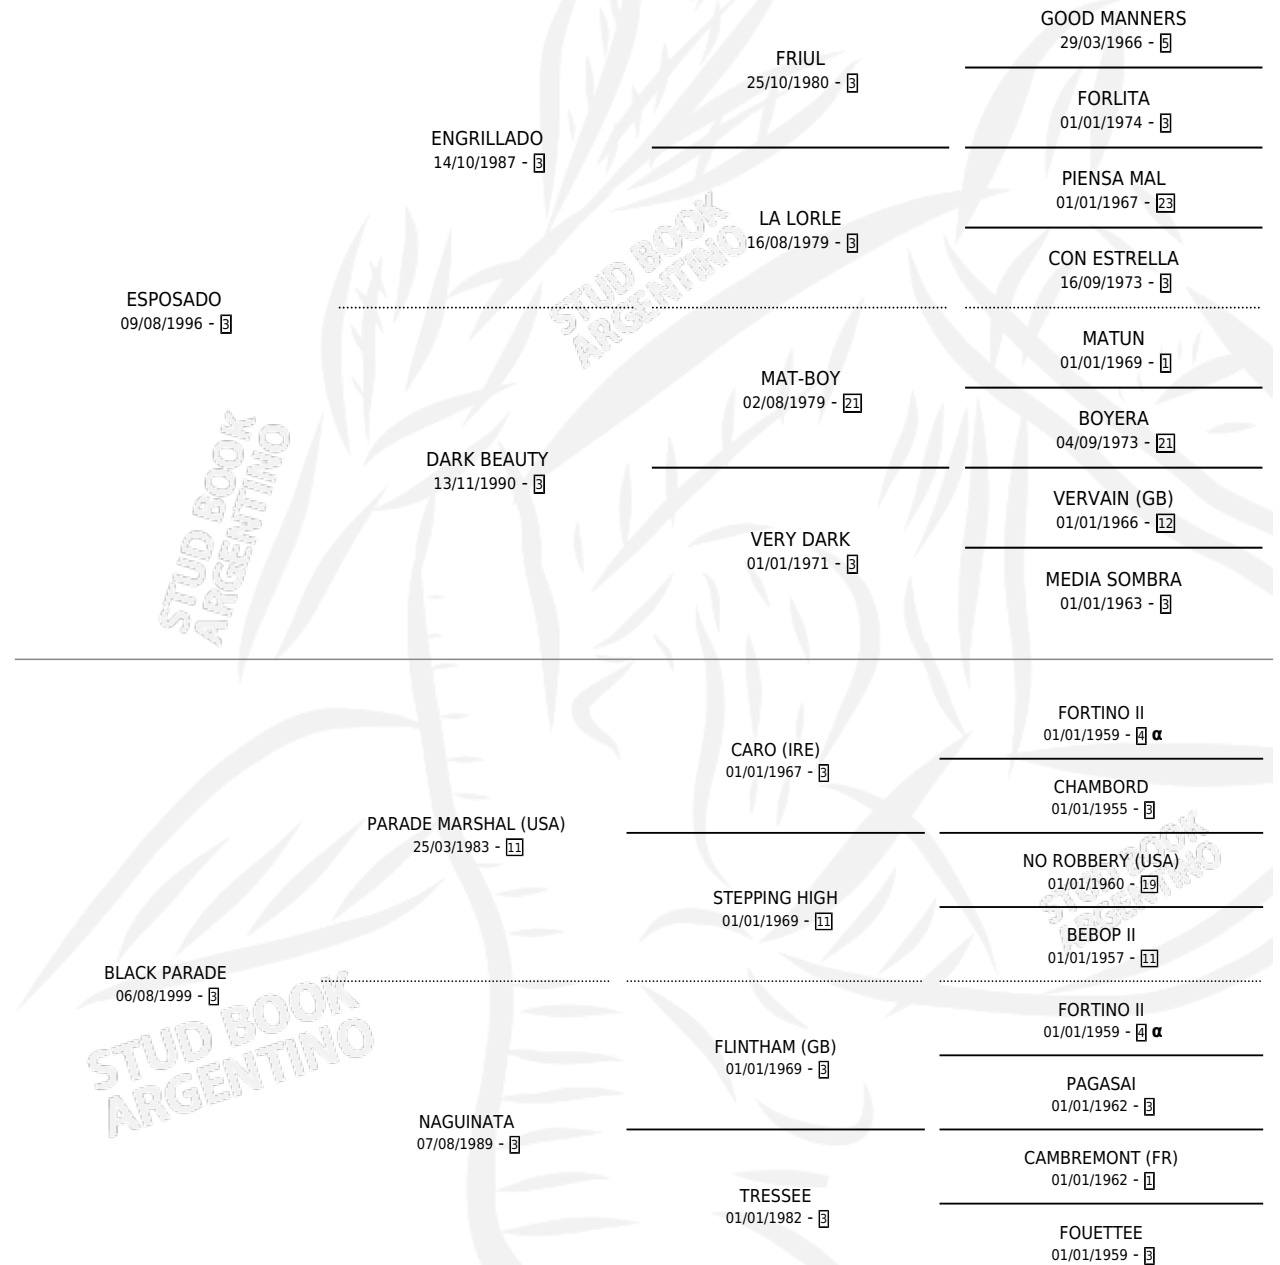 GOOD MANNERS
29/03/1966 - 5
FRIUL
25/10/1980 - 3
FORLITA
01/01/1974 - 3
ENGRILLADO
14/10/1987 - 3
PIENSA MAL
01/01/1967 - 23
LA LORLE
16/08/1979 - 3
CON ESTRELLA
16/09/1973 - 3
ESPOSADO
09/08/1996 - 3
MATUN
01/01/1969 - 1
MAT-BOY
02/08/1979 - 21
BOYERA
04/09/1973 - 21
DARK BEAUTY
13/11/1990 - 3
VERVAIN (GB)
01/01/1966 - 12
VERY DARK
01/01/1971 - 3
MEDIA SOMBRA
01/01/1963 - 3
FORTINO II
01/01/1959 - 4 α
CARO (IRE)
01/01/1967 - 3
CHAMBORD
01/01/1955 - 3
PARADE MARSHAL (USA)
25/03/1983 - 11
NO ROBBERY (USA)
01/01/1960 - 19
STEPPING HIGH
01/01/1969 - 11
BEBOP II
01/01/1957 - 11
BLACK PARADE
06/08/1999 - 3
FORTINO II
01/01/1959 - 4 α
FLINTHAM (GB)
01/01/1969 - 3
PAGASAI
01/01/1962 - 3
NAGUINATA
07/08/1989 - 3
CAMBREMONT (FR)
01/01/1962 - 1
TRESSEE
01/01/1982 - 3
FOUETTEE
01/01/1959 - 3
STUD BOOK
ARGENTINO
STUD BOOK
ARGENTINO
STUD BOOK
ARGENTINO
STUD BOOK
ARGENTINO